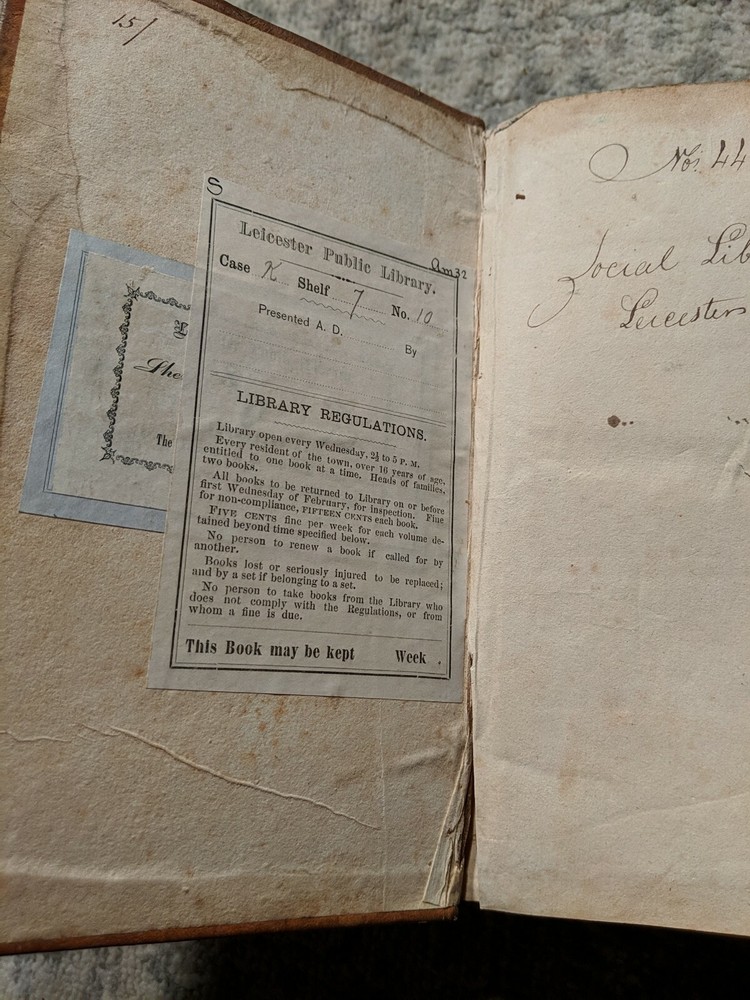 15/
S
Leicester Public Library.
Am32
Case K Shelf 7 No. 10
Presented A. D. By
LIBRARY REGULATIONS.
Library open every Wednesday, 2½ to 5 P. M.
Every resident of the town, over 16 years of age,
entitled to one book at a time. Heads of families,
two books.
All books to be returned to Library on or before
first Wednesday of February, for inspection. Fine
for non-compliance, FIFTEEN CENTS each book.
FIVE CENTS fine per week for each volume de-
tained beyond time specified below.
No person to renew a book if called for by
another.
Books lost or seriously injured to be replaced;
and by a set if belonging to a set.
No person to take books from the Library who
does not comply with the Regulations, or from
whom a fine is due.
This Book may be kept Week .
The
No. 44
Social Lib
Leicester